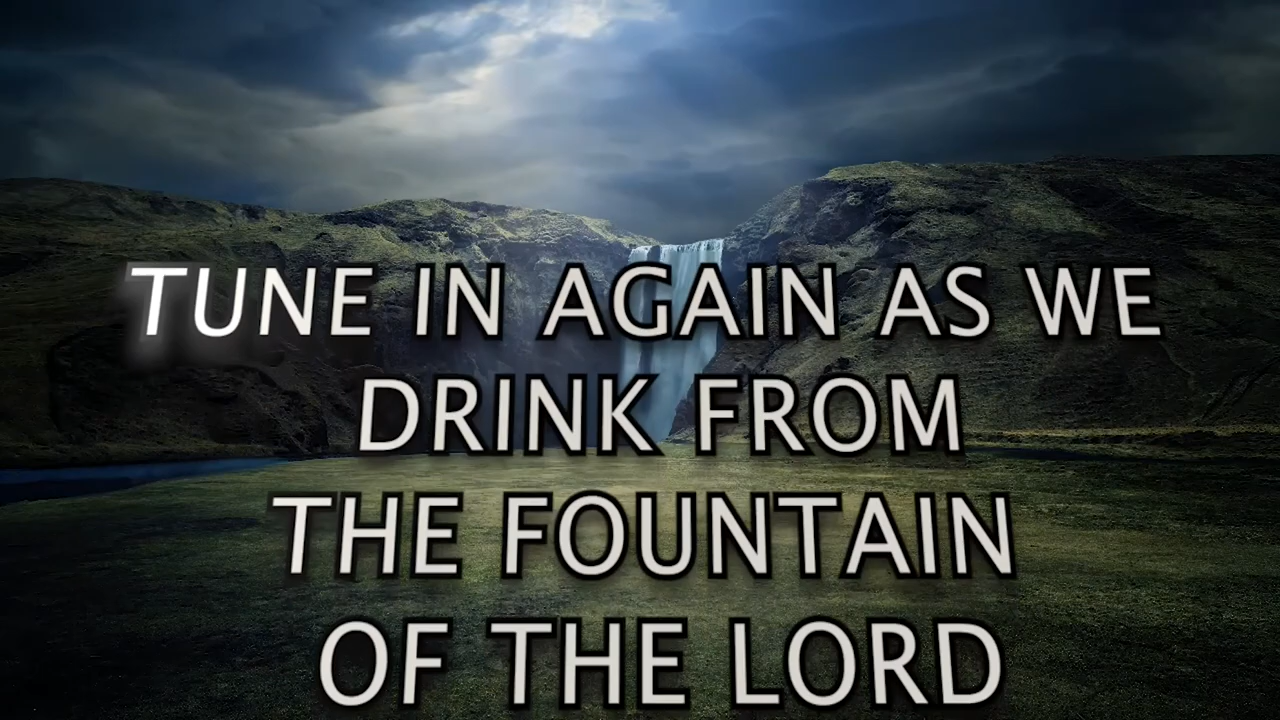 TUNE IN AGAIN AS WE
DRINK FROM
THE FOUNTAIN
OF THE LORD